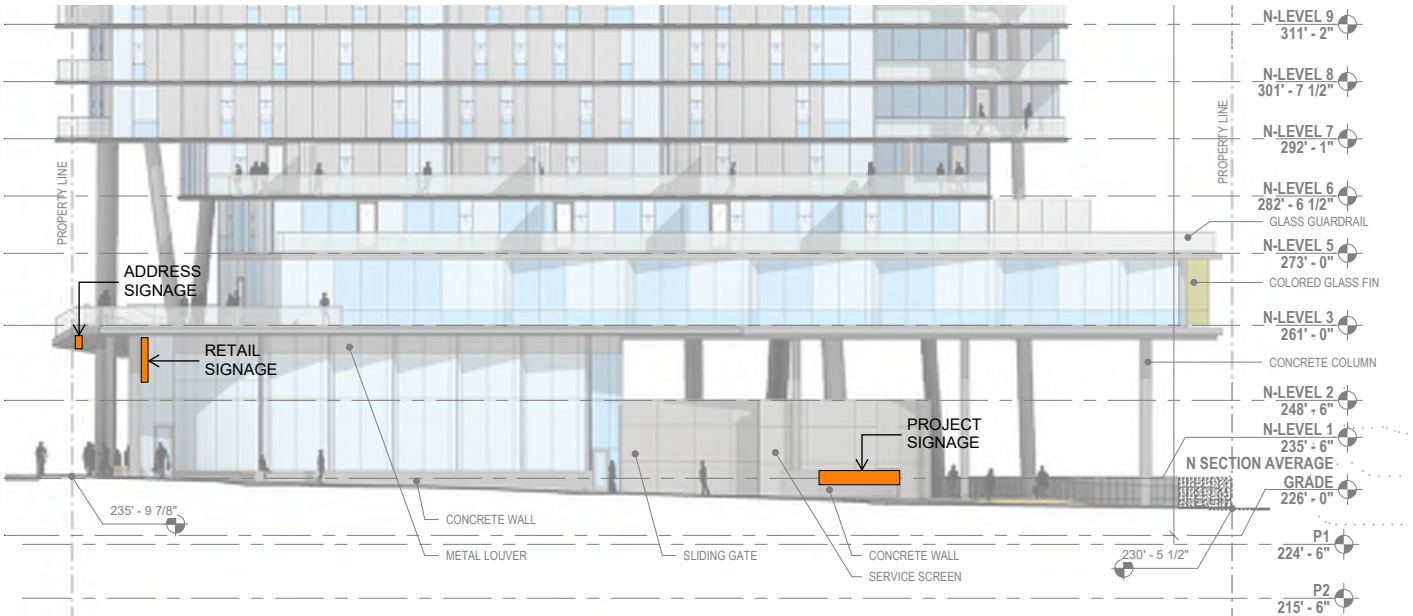 N-LEVEL 9
311' - 2"
N-LEVEL 8
301' - 7 1/2"
PROPERTY LINE
PROPERTY LINE
N-LEVEL 7
292' - 1"
N-LEVEL 6
282' - 6 1/2"
GLASS GUARDRAIL
N-LEVEL 5
273' - 0"
ADDRESS
SIGNAGE
COLORED GLASS FIN
N-LEVEL 3
261' - 0"
RETAIL
SIGNAGE
CONCRETE COLUMN
N-LEVEL 2
248' - 6"
PROJECT
SIGNAGE
N-LEVEL 1
235' - 6"
N SECTION AVERAGE
GRADE
226' - 0"
235' - 9 7/8"
CONCRETE WALL
METAL LOUVER
SLIDING GATE
CONCRETE WALL
SERVICE SCREEN
230' - 5 1/2"
P1
224' - 6"
P2
215' - 6"